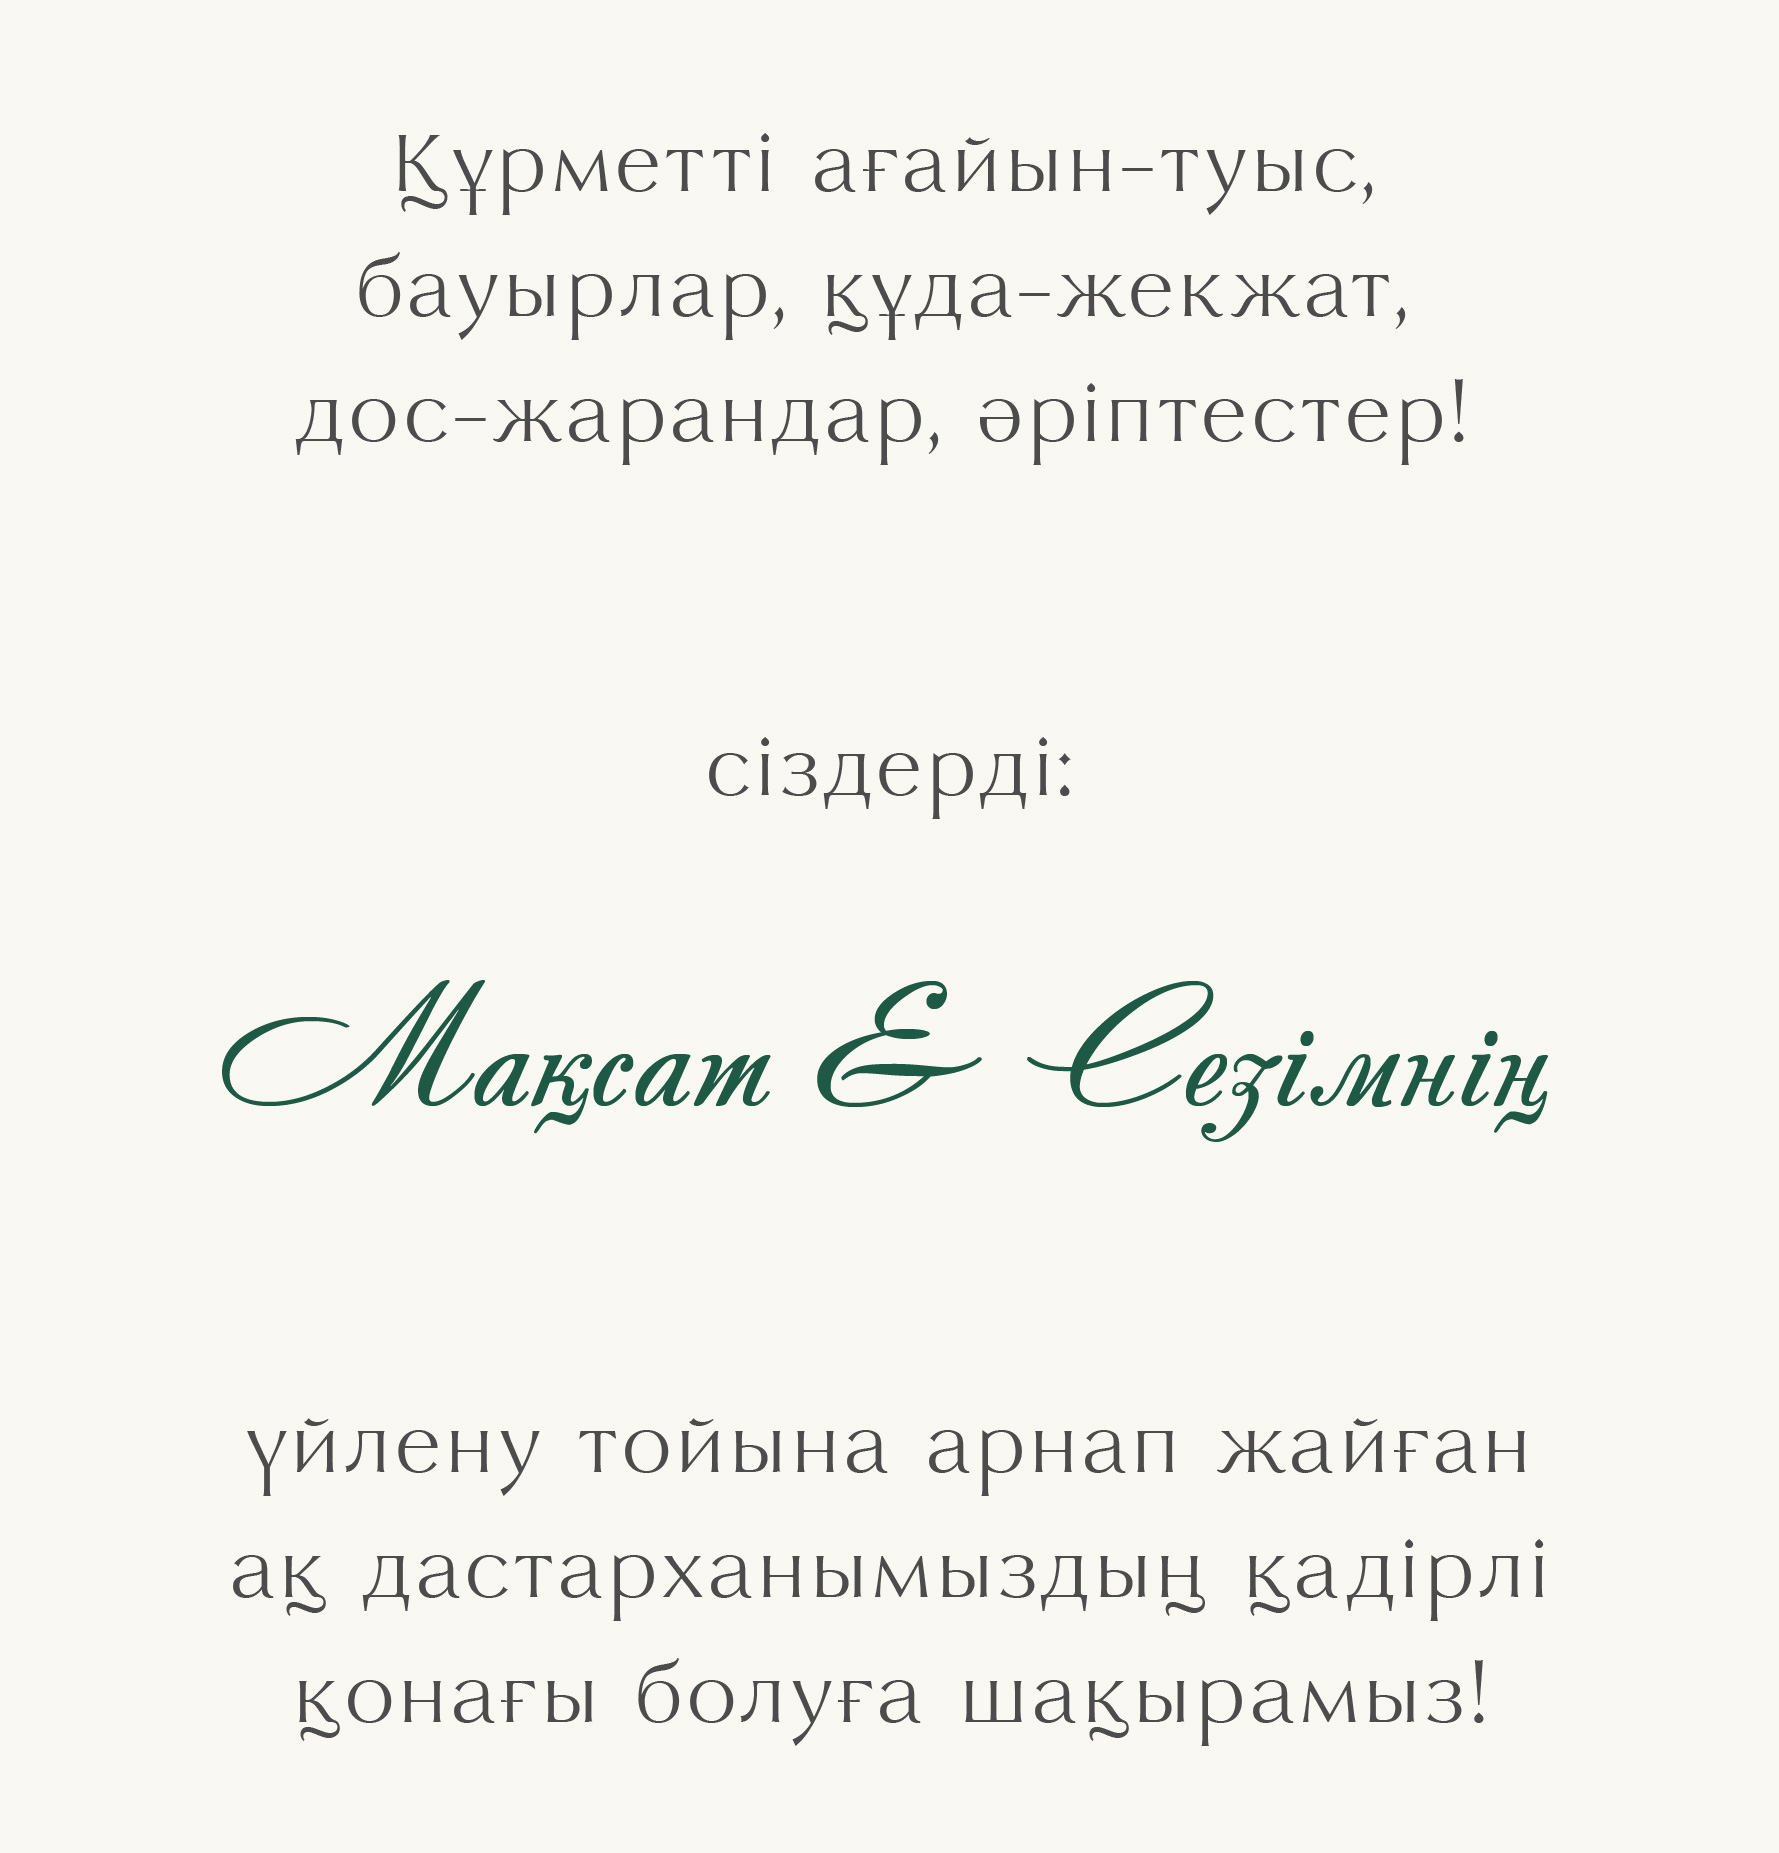 Құрметті ағайын-туыс,
бауырлар, құда-жекжат,
дос-жарандар, әріптестер!
сіздерді:
Мақсат & Сезімнің
үйлену тойына арнап жайған
ақ дастарханымыздың қадірлі
қонағы болуға шақырамыз!